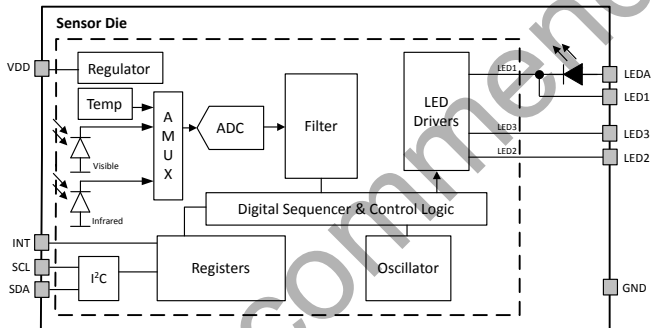 Sensor Die
VDD
Regulator
Temp
A
M
U
X
ADC
Filter
LED
Drivers
LED1
LED3
LED2
LEDA
LED1
LED3
LED2
Visible
Infrared
Digital Sequencer & Control Logic
INT
SCL
SDA
I²C
Registers
Oscillator
GND